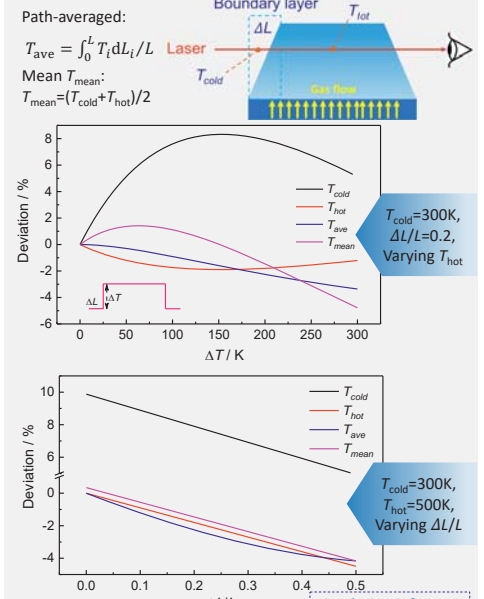 Boundary layer
Path-averaged:
T_ave = ∫₀ᴸ T_i dL_i/L
Mean T_mean:
T_mean=(T_cold+T_hot)/2
ΔL
T_tot
Laser
T_cold
Gas flow
Deviation / %
10
8
6
4
2
0
-2
-4
-6
T_cold
T_hot
T_ave
T_mean
ΔL
ΔT
0 50 100 150 200 250 300
ΔT / K
T_cold=300K,
ΔL/L=0.2,
Varying T_hot
Deviation / %
10
8
6
0
-2
-4
T_cold
T_hot
T_ave
T_mean
0.0 0.1 0.2 0.3 0.4 0.5
T_cold=300K,
T_hot=500K,
Varying ΔL/L